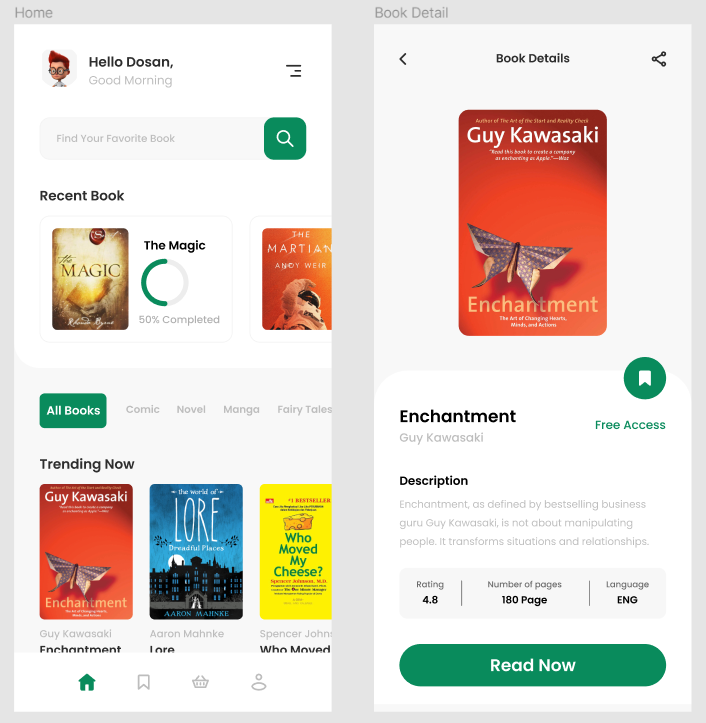 Home
Hello Dosan,
Good Morning
Find Your Favorite Book
Recent Book
The
MAGIC
The Magic
50% Completed
THE
MARTIAN
ANDY WEIR
All Books
Comic
Novel
Manga
Fairy Tales
Trending Now
Guy Kawasaki
Enchantment
the world of
LORE
Dreadful Places
AARON MAHNKE
#1 BESTSELLER
Who
Moved
My
Cheese?
Spencer Johnson, M.D.
Guy Kawasaki
Enchantment
Aaron Mahnke
Lore
Spencer Johns
Who Moved
Book Detail
Book Details
Author of The Art of the Start and Reality Check
Guy Kawasaki
"Read this book to create a company
as enchanting as Apple."—Woz
Enchantment
The Art of Changing Hearts,
Minds, and Actions
Enchantment
Guy Kawasaki
Free Access
Description
Enchantment, as defined by bestselling business
guru Guy Kawasaki, is not about manipulating
people. It transforms situations and relationships.
Rating
4.8
Number of pages
180 Page
Language
ENG
Read Now